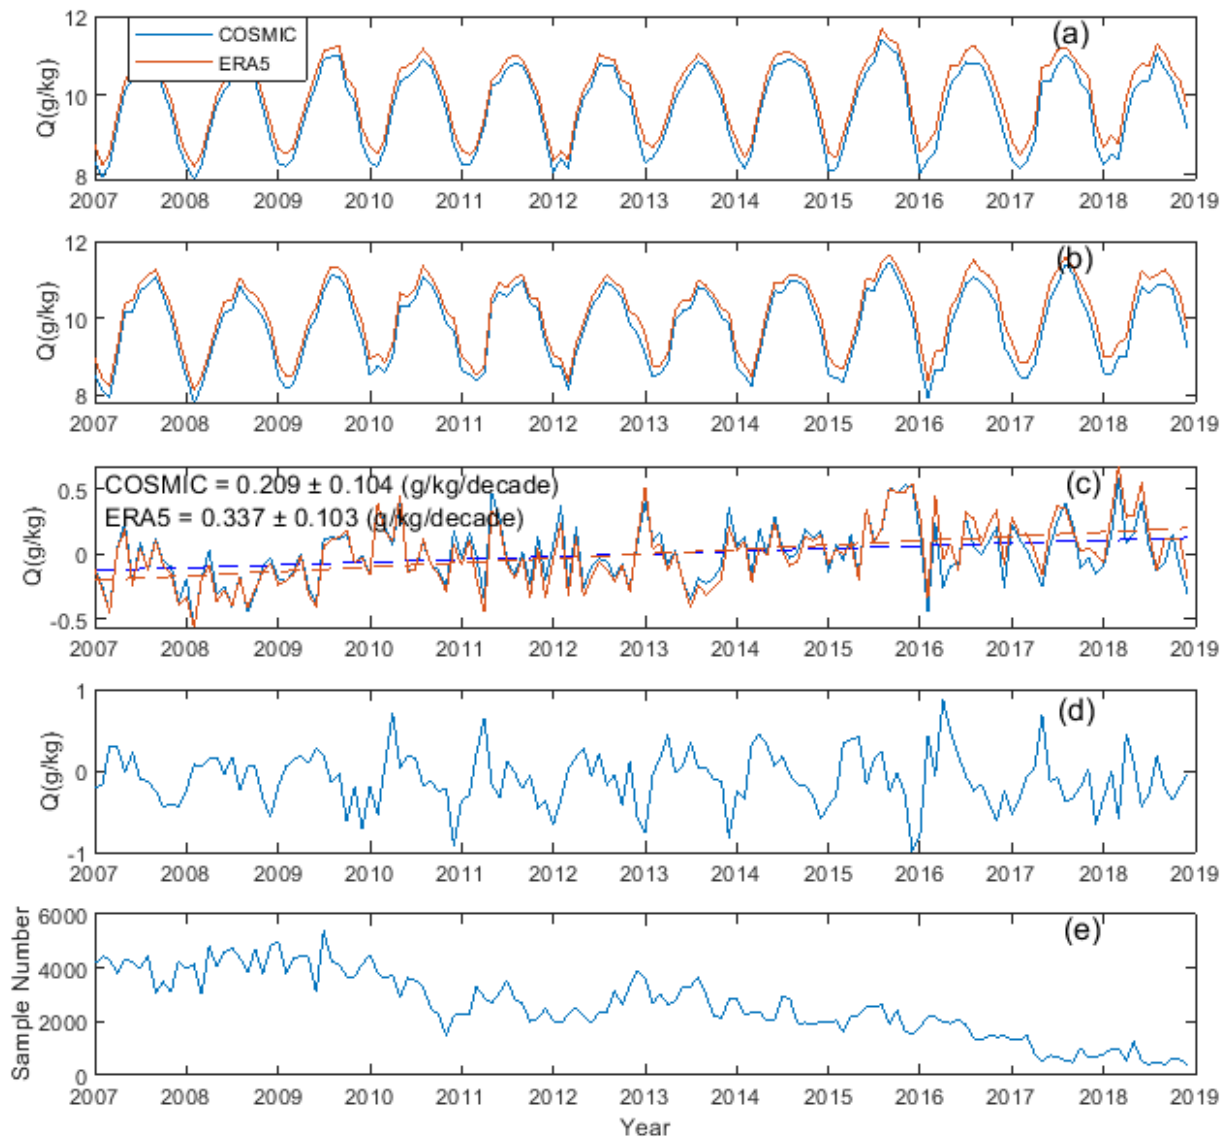 12
COSMIC
ERA5
(a)
Q(g/kg)
10
8
2007 2008 2009 2010 2011 2012 2013 2014 2015 2016 2017 2018 2019
12
(b)
Q(g/kg)
10
8
2007 2008 2009 2010 2011 2012 2013 2014 2015 2016 2017 2018 2019
COSMIC = 0.209 ± 0.104 (g/kg/decade)
(c)
0.5
ERA5 = 0.337 ± 0.103 (g/kg/decade)
Q(g/kg)
0
-0.5
2007 2008 2009 2010 2011 2012 2013 2014 2015 2016 2017 2018 2019
1
(d)
Q(g/kg)
0
-1
2007 2008 2009 2010 2011 2012 2013 2014 2015 2016 2017 2018 2019
6000
(e)
Sample Number
4000
2000
0
2007 2008 2009 2010 2011 2012 2013 2014 2015 2016 2017 2018 2019
Year